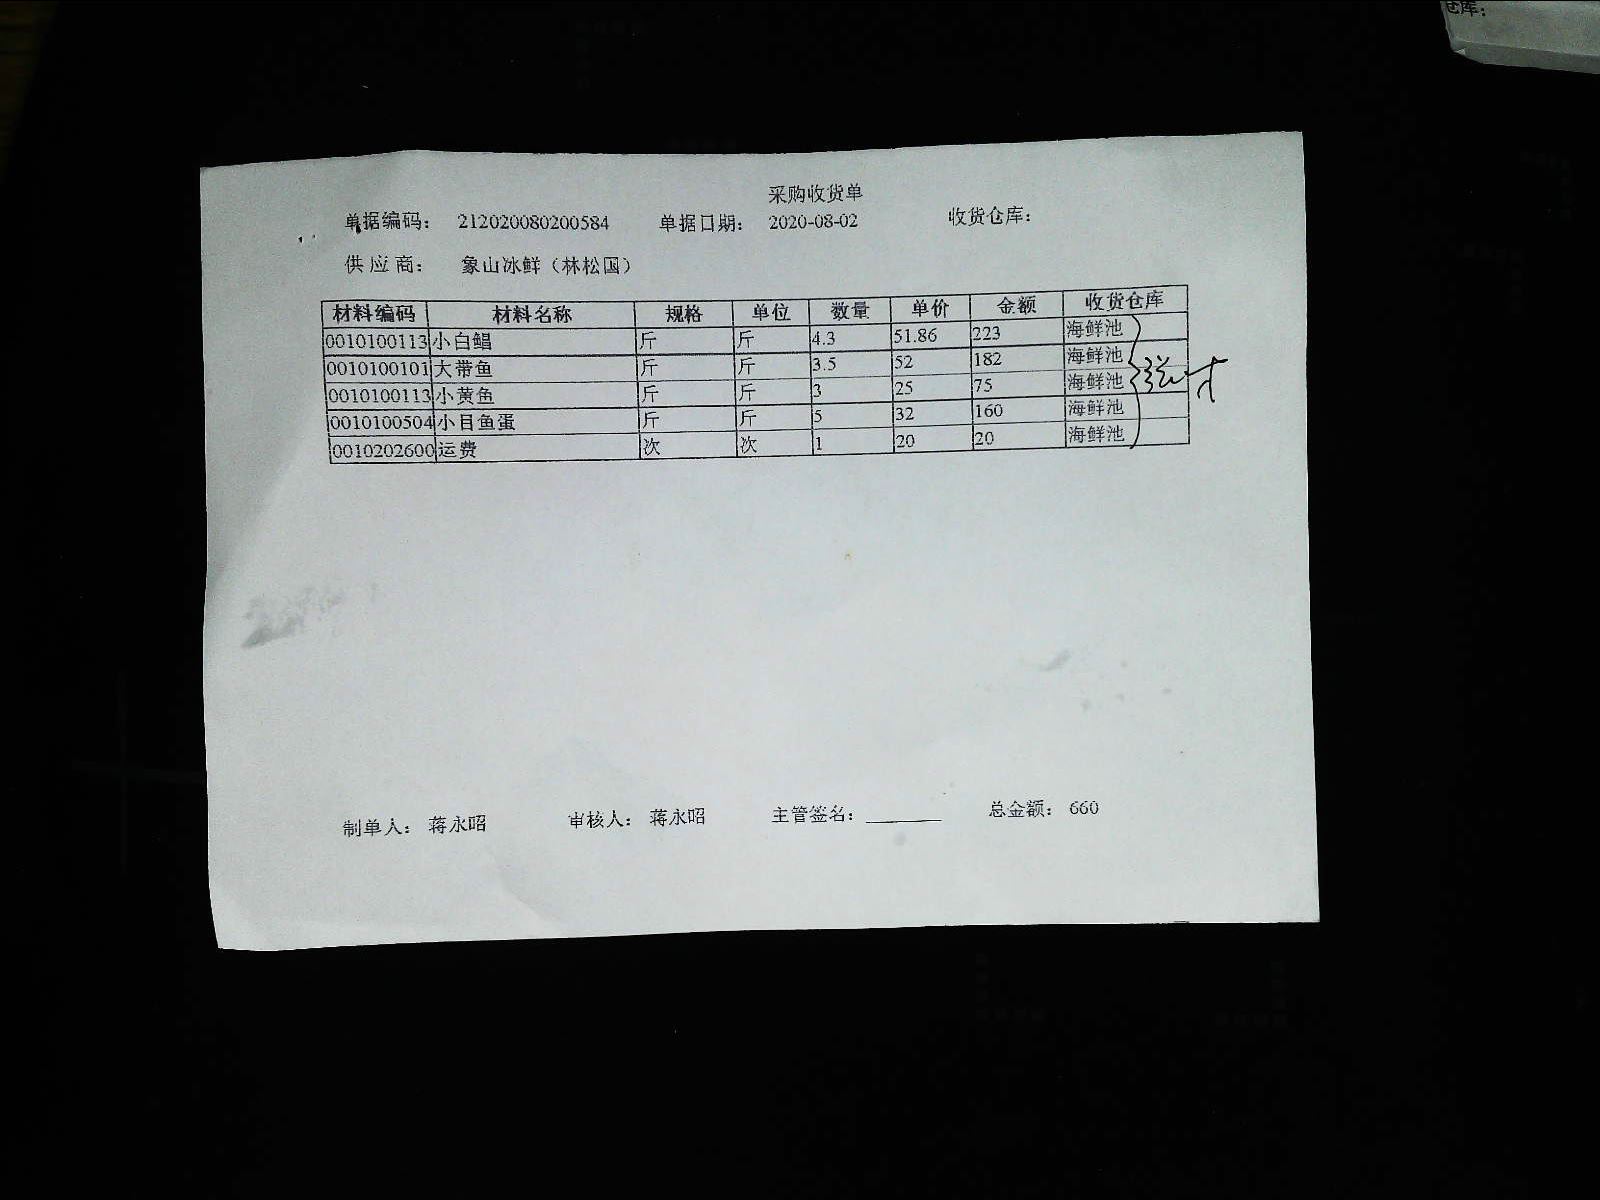 仓库：
采购收货单
单据编码： 212020080200584 单据日期： 2020-08-02 收货仓库：
供应商： 象山冰鲜（林松国）
材料编码 材料名称 规格 单位 数量 单价 金额 收货仓库
0010100113 小白鲳 斤 斤 4.3 51.86 223 海鲜池
0010100101 大带鱼 斤 斤 3.5 52 182 海鲜池
0010100113 小黄鱼 斤 斤 3 25 75 海鲜池
0010100504 小目鱼蛋 斤 斤 5 32 160 海鲜池
0010202600 运费 次 次 1 20 20 海鲜池
制单人： 蒋永昭 审核人： 蒋永昭 主管签名： 总金额： 660